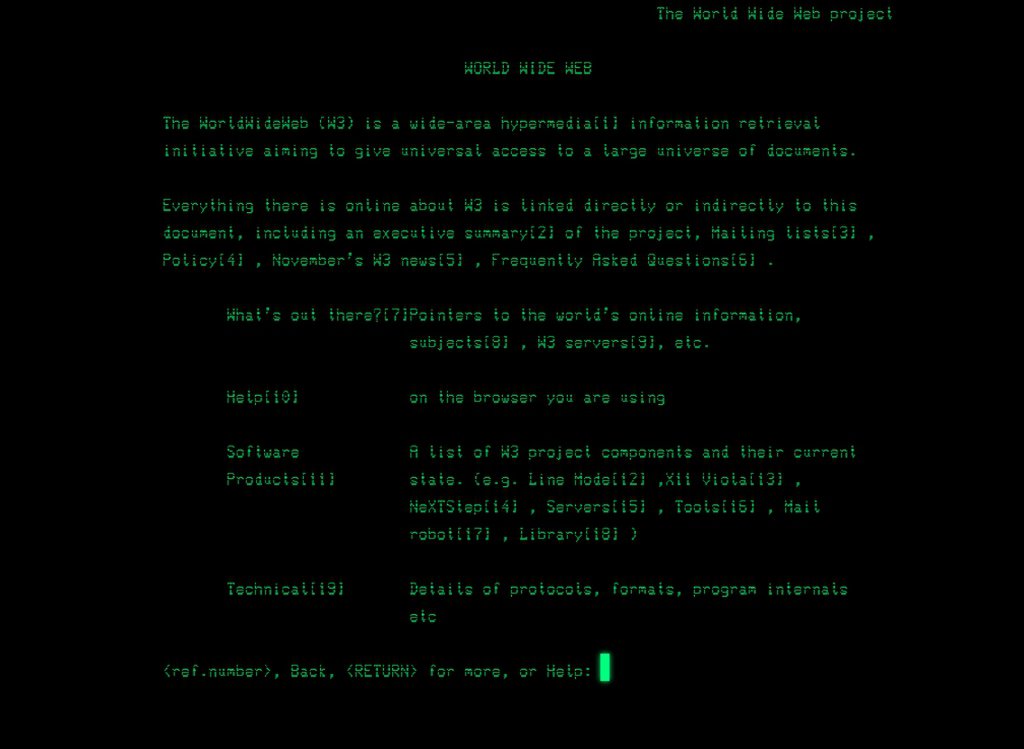 The World Wide Web project
WORLD WIDE WEB
The WorldWideWeb (W3) is a wide-area hypermedia[1] information retrieval
initiative aiming to give universal access to a large universe of documents.
Everything there is online about W3 is linked directly or indirectly to this
document, including an executive summary[2] of the project, Mailing lists[3] ,
Policy[4] , November's W3 news[5] , Frequently Asked Questions[6] .
What's out there?[7]Pointers to the world's online information,
subjects[8] , W3 servers[9], etc.
Help[10] on the browser you are using
Software A list of W3 project components and their current
Products[11] state. (e.g. Line Mode[12] ,X11 Viola[13] ,
NeXTStep[14] , Servers[15] , Tools[16] , Mail
robot[17] , Library[18] )
Technical[19] Details of protocols, formats, program internals
etc
<ref.number>, Back, <RETURN> for more, or Help: